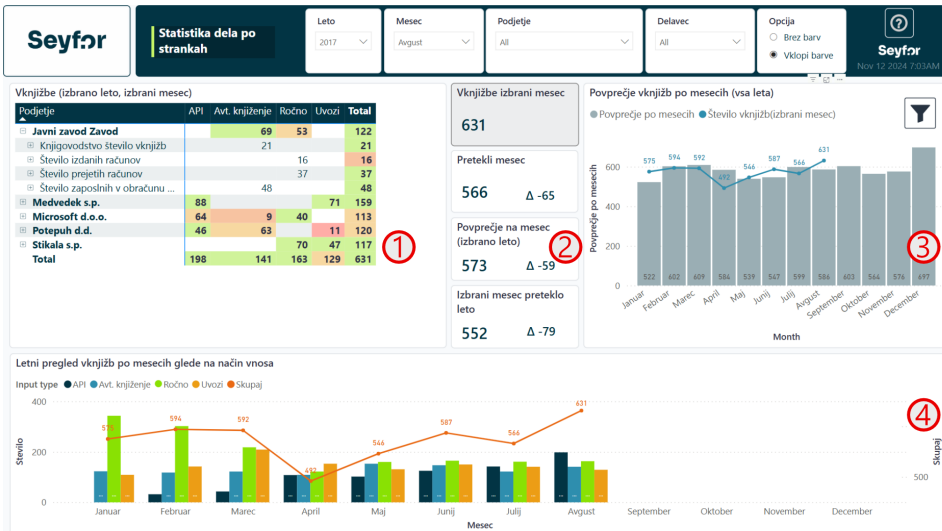 Seyfor
Statistika dela po
strankah
Leto
2017
Mesec
Avgust
Podjetje
All
Delavec
All
Opcija
Brez barv
Vklopi barve
?
Seyfor
Nov 12 2024 7:03AM
Vknjižbe (izbrano leto, izbrani mesec)
Podjetje API Avt. knjiženje Ročno Uvozi Total
Javni zavod Zavod 69 53 122
Knjigovodstvo število vknjižb 21 21
Število izdanih računov 16 16
Število prejetih računov 37 37
Število zaposlnih v obračunu ... 48 48
Medvedek s.p. 88 71 159
Microsoft d.o.o. 64 9 40 113
Potepuh d.d. 46 63 11 120
Stikala s.p. 70 47 117
Total 198 141 163 129 631
1
Vknjižbe izbrani mesec
631
Pretekli mesec
566 Δ -65
Povprečje na mesec
(izbrano leto)
573 Δ -59
2
Izbrani mesec preteklo
leto
552 Δ -79
Povprečje vknjižb po mesecih (vsa leta)
Povprečje po mesecih Število vknjižb(izbrani mesec)
Povprečje po mesecih
600
400
200
0
575 594 592 492 546 587 566 631
522 602 609 584 539 547 599 586 603 564 576 697
Januar Februar Marec April Maj Junij Julij Avgust September Oktober November December
Month
3
Letni pregled vknjižb po mesecih glede na način vnosa
Input type API Avt. knjiženje Ročno Uvozi Skupaj
Število
400
200
0
575 594 592 492 546 587 566 631
Januar Februar Marec April Maj Junij Julij Avgust September Oktober November December
Mesec
4
Skupaj
500